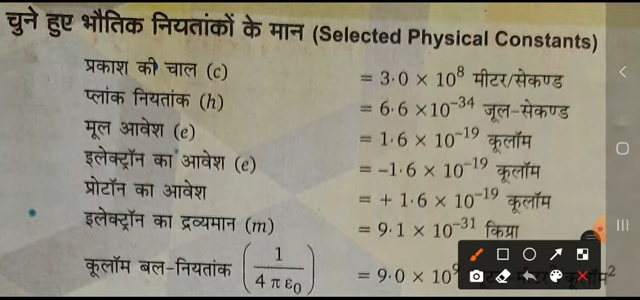 चुने हुए भौतिक नियतांकों के मान (Selected Physical Constants)
प्रकाश की चाल (c) = 3·0 × 10⁸ मीटर/सेकण्ड
प्लांक नियतांक (h) = 6·6 ×10⁻³⁴ जूल-सेकण्ड
मूल आवेश (e) = 1·6 × 10⁻¹⁹ कूलॉम
इलेक्ट्रॉन का आवेश (e) = –1·6 × 10⁻¹⁹ कूलॉम
प्रोटॉन का आवेश = + 1·6 × 10⁻¹⁹ कूलॉम
इलेक्ट्रॉन का द्रव्यमान (m) = 9·1 × 10⁻³¹ किग्रा
कूलॉम बल-नियतांक (1 / 4 π ε₀) = 9·0 × 10⁹